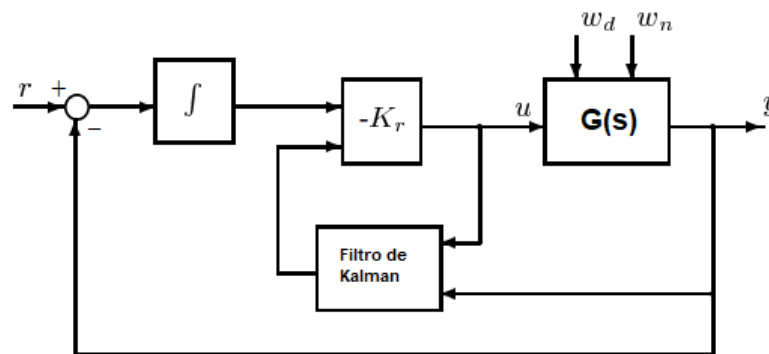 w_d w_n
r + ∫ -K_r u G(s) y
−
Filtro de
Kalman